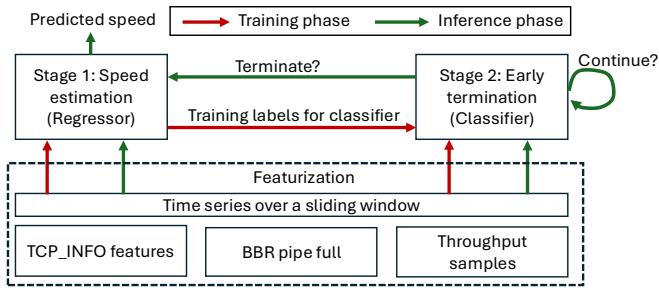 Predicted speed
Training phase
Inference phase
Stage 1: Speed
estimation
(Regressor)
Terminate?
Training labels for classifier
Stage 2: Early
termination
(Classifier)
Continue?
Featurization
Time series over a sliding window
TCP_INFO features
BBR pipe full
Throughput
samples